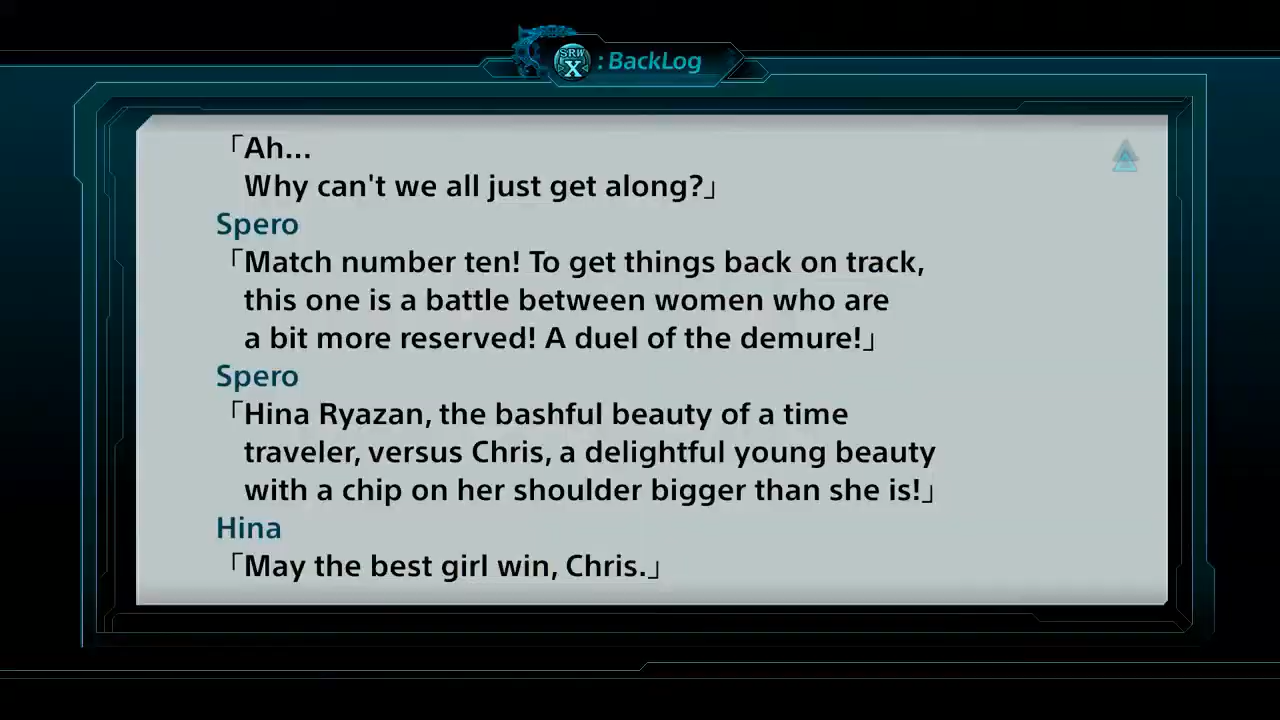 SRW
X : BackLog
「Ah...
Why can't we all just get along?」
Spero
「Match number ten! To get things back on track,
this one is a battle between women who are
a bit more reserved! A duel of the demure!」
Spero
「Hina Ryazan, the bashful beauty of a time
traveler, versus Chris, a delightful young beauty
with a chip on her shoulder bigger than she is!」
Hina
「May the best girl win, Chris.」